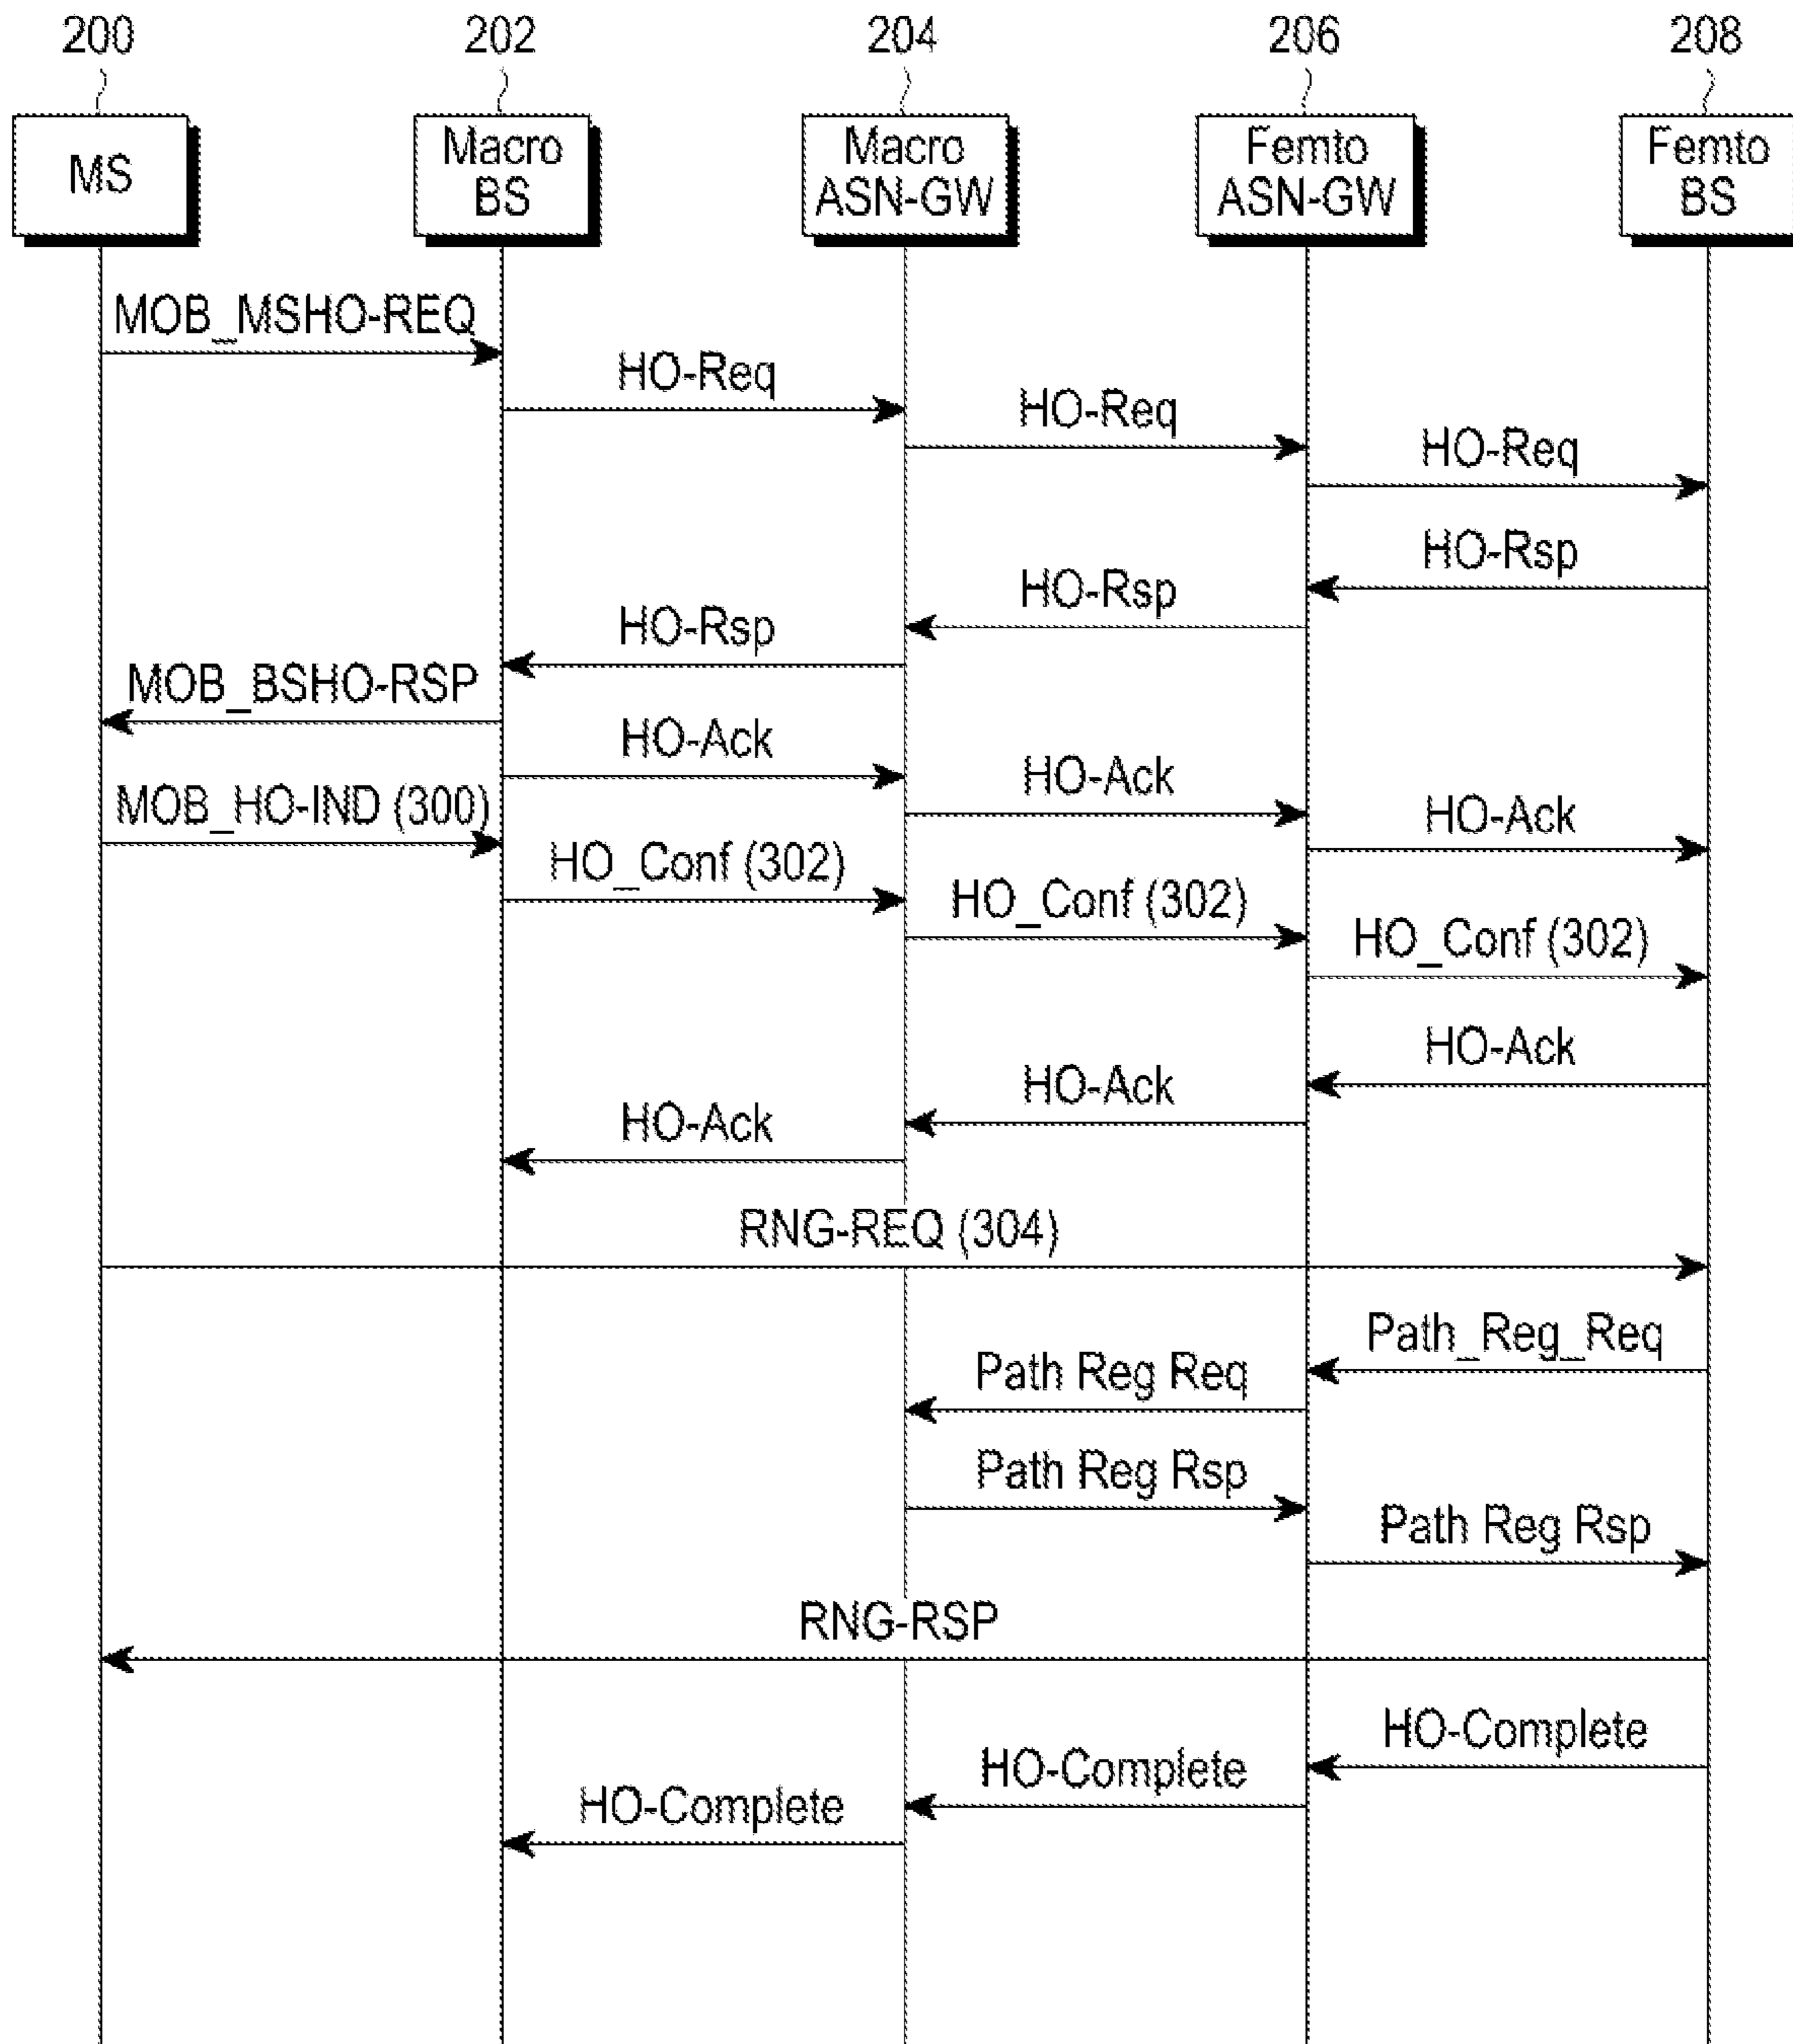 200 202 204 206 208
MS
Macro
BS
Macro
ASN-GW
Femto
ASN-GW
Femto
BS
MOB_MSHO-REQ
HO-Req
HO-Req
HO-Req
HO-Rsp
HO-Rsp
HO-Rsp
MOB_BSHO-RSP
HO-Ack
HO-Ack
MOB_HO-IND (300)
HO-Ack
HO_Conf (302)
HO_Conf (302)
HO_Conf (302)
HO-Ack
HO-Ack
HO-Ack
RNG-REQ (304)
Path_Reg_Req
Path Reg Req
Path Reg Rsp
Path Reg Rsp
RNG-RSP
HO-Complete
HO-Complete
HO-Complete